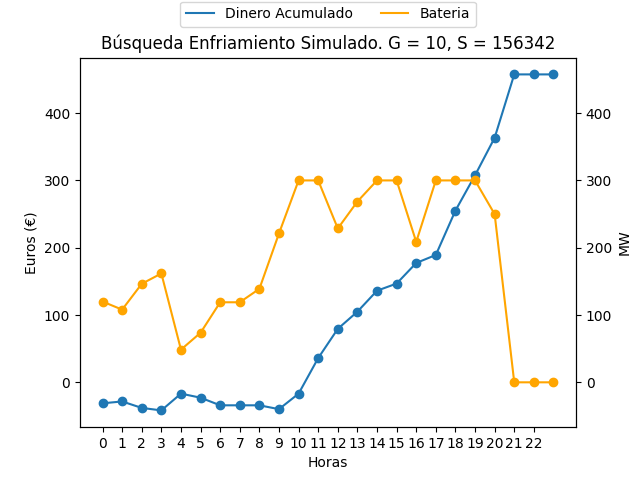 Dinero Acumulado Bateria
Búsqueda Enfriamiento Simulado. G = 10, S = 156342
400 400
300 300
200 200
100 100
0 0
Euros (€)
MW
0 1 2 3 4 5 6 7 8 9 10 11 12 13 14 15 16 17 18 19 20 21 22
Horas